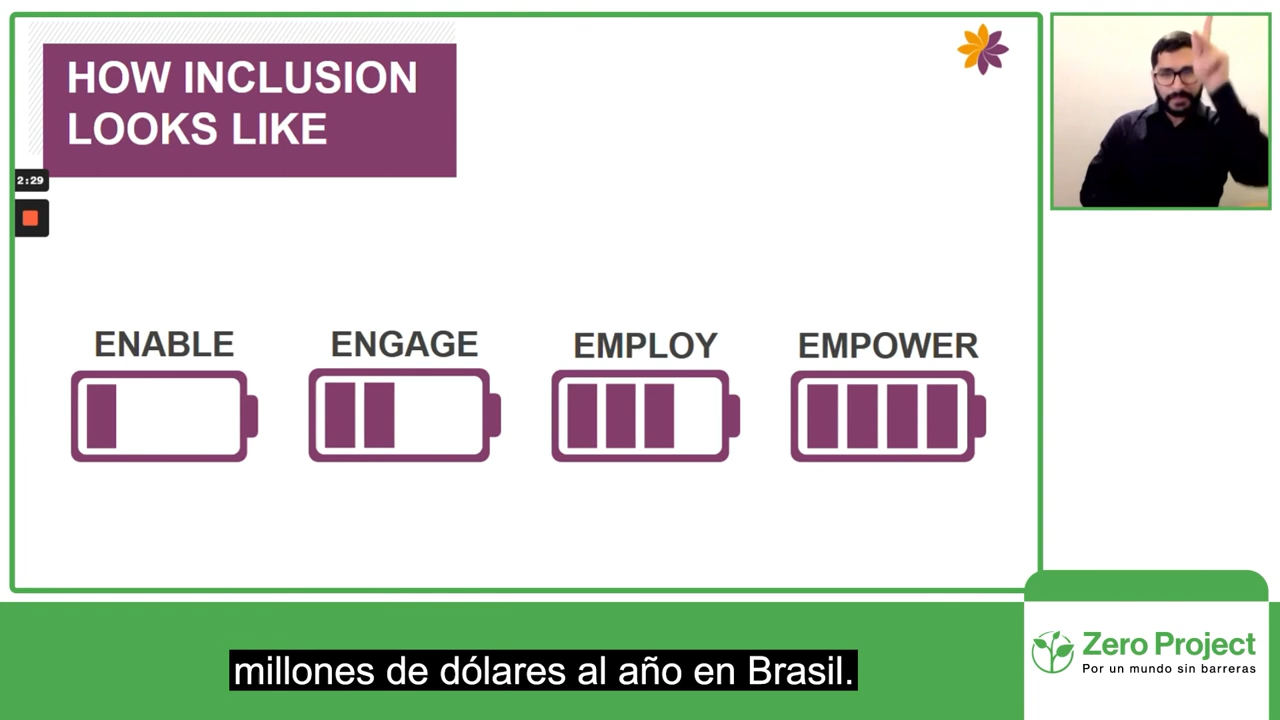 HOW INCLUSION
LOOKS LIKE
2:29
ENABLE
ENGAGE
EMPLOY
EMPOWER
millones de dólares al año en Brasil.
Zero Project
Por un mundo sin barreras